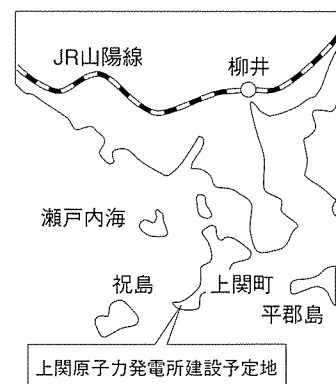 JR山陽線
柳井
瀬戸内海
祝島
上関町
平郡島
上関原子力発電所建設予定地